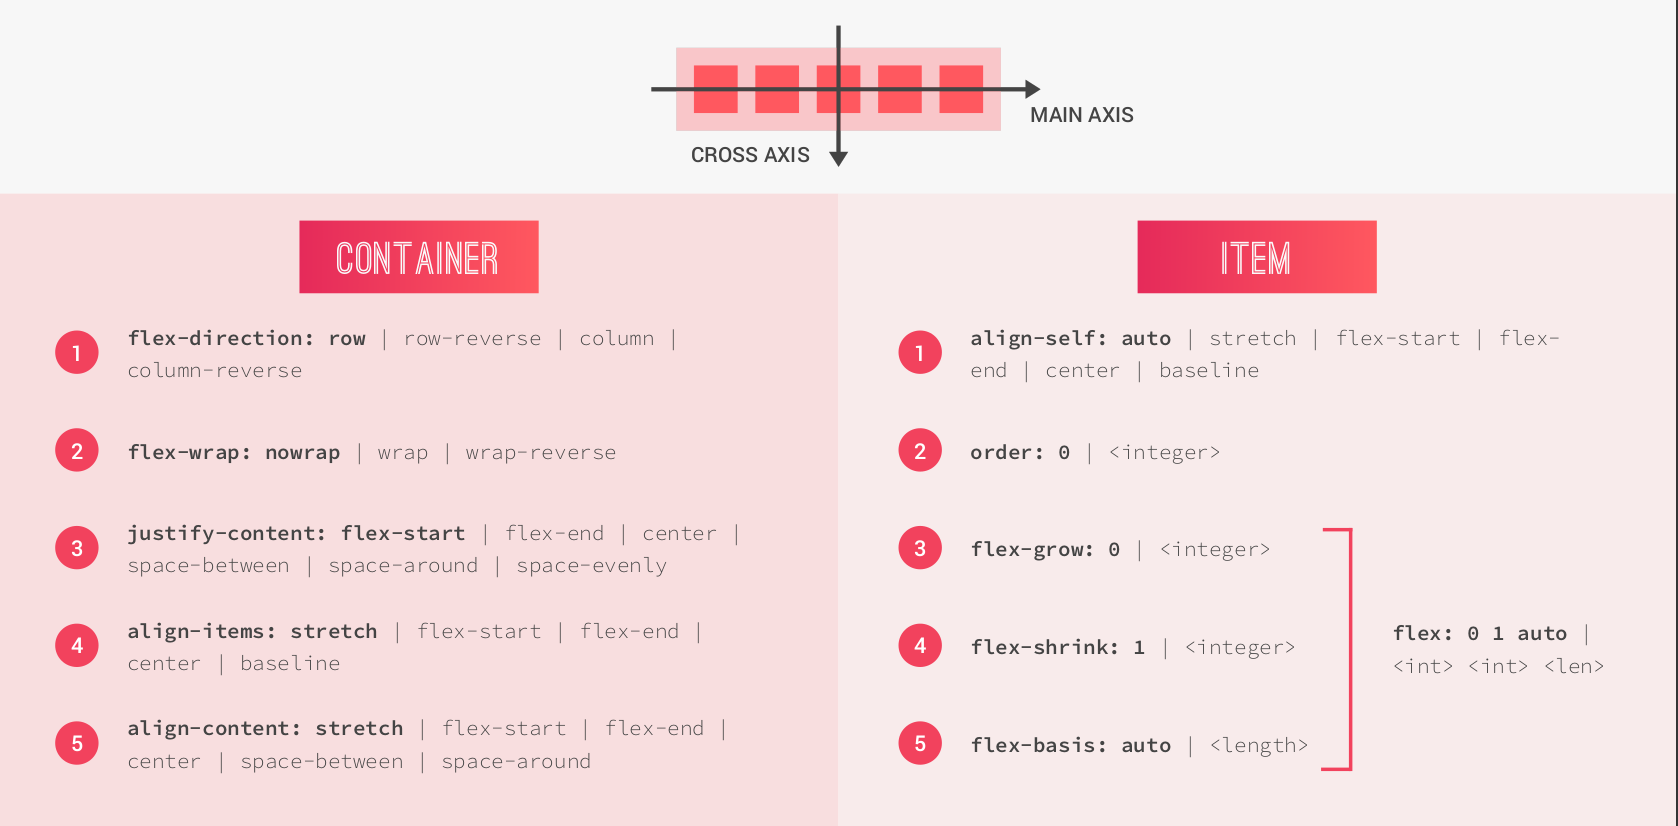 MAIN AXIS
CROSS AXIS
CONTAINER
1
flex-direction: row | row-reverse | column |
column-reverse
2
flex-wrap: nowrap | wrap | wrap-reverse
3
justify-content: flex-start | flex-end | center |
space-between | space-around | space-evenly
4
align-items: stretch | flex-start | flex-end |
center | baseline
5
align-content: stretch | flex-start | flex-end |
center | space-between | space-around
ITEM
1
align-self: auto | stretch | flex-start | flex-
end | center | baseline
2
order: 0 | <integer>
3
flex-grow: 0 | <integer>
4
flex-shrink: 1 | <integer>
5
flex-basis: auto | <length>
flex: 0 1 auto |
<int> <int> <len>